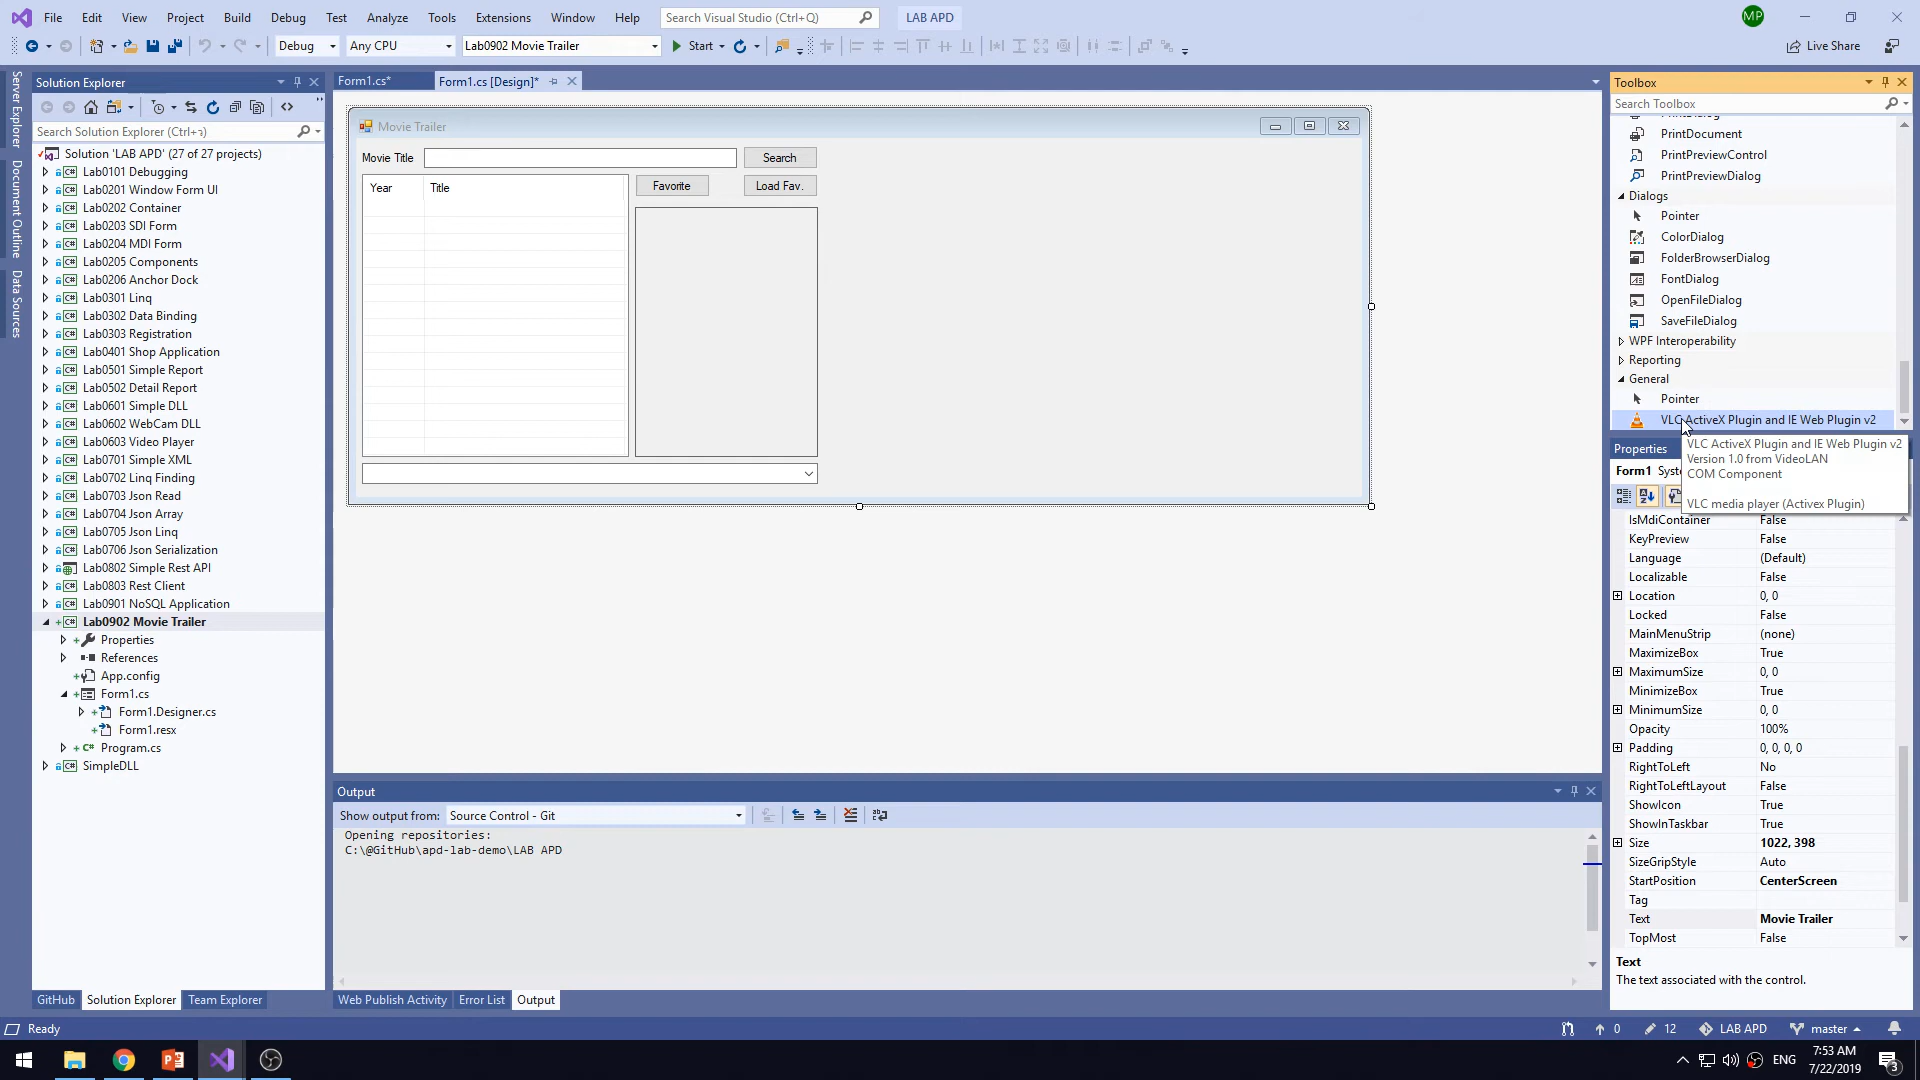 File Edit View Project Build Debug Test Analyze Tools Extensions Window Help Search Visual Studio (Ctrl+Q) LAB APD MP
Debug Any CPU Lab0902 Movie Trailer Start Live Share
Server Explorer
Document Outline
Data Sources
Solution Explorer
Search Solution Explorer (Ctrl+ว)
Solution 'LAB APD' (27 of 27 projects)
Lab0101 Debugging
Lab0201 Window Form UI
Lab0202 Container
Lab0203 SDI Form
Lab0204 MDI Form
Lab0205 Components
Lab0206 Anchor Dock
Lab0301 Linq
Lab0302 Data Binding
Lab0303 Registration
Lab0401 Shop Application
Lab0501 Simple Report
Lab0502 Detail Report
Lab0601 Simple DLL
Lab0602 WebCam DLL
Lab0603 Video Player
Lab0701 Simple XML
Lab0702 Linq Finding
Lab0703 Json Read
Lab0704 Json Array
Lab0705 Json Linq
Lab0706 Json Serialization
Lab0802 Simple Rest API
Lab0803 Rest Client
Lab0901 NoSQL Application
Lab0902 Movie Trailer
Properties
References
App.config
Form1.cs
Form1.Designer.cs
Form1.resx
Program.cs
SimpleDLL
GitHub Solution Explorer Team Explorer
Form1.cs* Form1.cs [Design]*
Movie Trailer
Movie Title Search
Year Title Favorite Load Fav.
Output
Show output from: Source Control - Git
Opening repositories:
C:\@GitHub\apd-lab-demo\LAB APD
Web Publish Activity Error List Output
Toolbox
Search Toolbox
PrintDialog
PrintDocument
PrintPreviewControl
PrintPreviewDialog
Dialogs
Pointer
ColorDialog
FolderBrowserDialog
FontDialog
OpenFileDialog
SaveFileDialog
WPF Interoperability
Reporting
General
Pointer
VLC ActiveX Plugin and IE Web Plugin v2
VLC ActiveX Plugin and IE Web Plugin v2
Version 1.0 from VideoLAN
COM Component
VLC media player (Activex Plugin)
Properties
Form1 Syst
IsMdiContainer False
KeyPreview False
Language (Default)
Localizable False
Location 0, 0
Locked False
MainMenuStrip (none)
MaximizeBox True
MaximumSize 0, 0
MinimizeBox True
MinimumSize 0, 0
Opacity 100%
Padding 0, 0, 0, 0
RightToLeft No
RightToLeftLayout False
ShowIcon True
ShowInTaskbar True
Size 1022, 398
SizeGripStyle Auto
StartPosition CenterScreen
Tag
Text Movie Trailer
TopMost False
Text
The text associated with the control.
Ready 0 12 LAB APD master
ENG 7:53 AM
7/22/2019 3